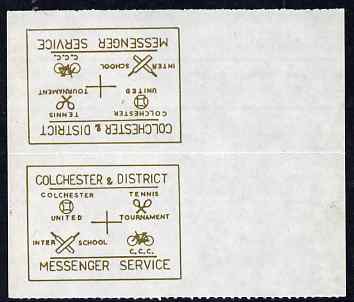 MESSENGER SERVICE
C.C.C. INTER SCHOOL
TENNIS TOURNAMENT COLCHESTER UNITED
COLCHESTER & DISTRICT
COLCHESTER & DISTRICT
COLCHESTER TENNIS
UNITED TOURNAMENT
INTER SCHOOL C.C.C.
MESSENGER SERVICE